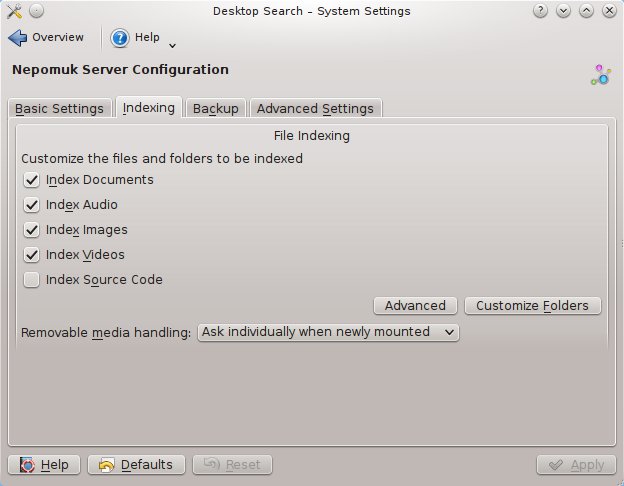 Desktop Search – System Settings
Overview Help
Nepomuk Server Configuration
Basic Settings Indexing Backup Advanced Settings
File Indexing
Customize the files and folders to be indexed
Index Documents
Index Audio
Index Images
Index Videos
Index Source Code
Advanced Customize Folders
Removable media handling: Ask individually when newly mounted
Help Defaults Reset Apply